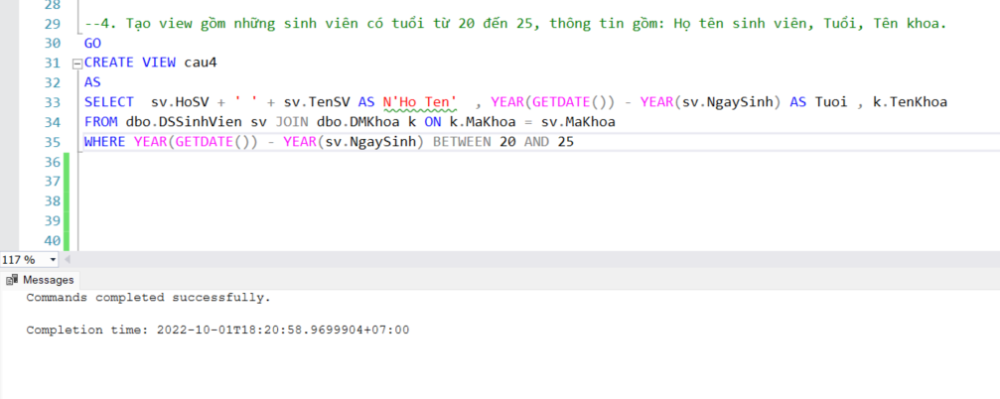 28
29 --4. Tạo view gồm những sinh viên có tuổi từ 20 đến 25, thông tin gồm: Họ tên sinh viên, Tuổi, Tên khoa.
30 GO
31 CREATE VIEW cau4
32 AS
33 SELECT  sv.HoSV + ' ' + sv.TenSV AS N'Ho Ten'  , YEAR(GETDATE()) - YEAR(sv.NgaySinh) AS Tuoi , k.TenKhoa
34 FROM dbo.DSSinhVien sv JOIN dbo.DMKhoa k ON k.MaKhoa = sv.MaKhoa
35 WHERE YEAR(GETDATE()) - YEAR(sv.NgaySinh) BETWEEN 20 AND 25
36
37
38
39
40
117 %
Messages
Commands completed successfully.
Completion time: 2022-10-01T18:20:58.9699904+07:00